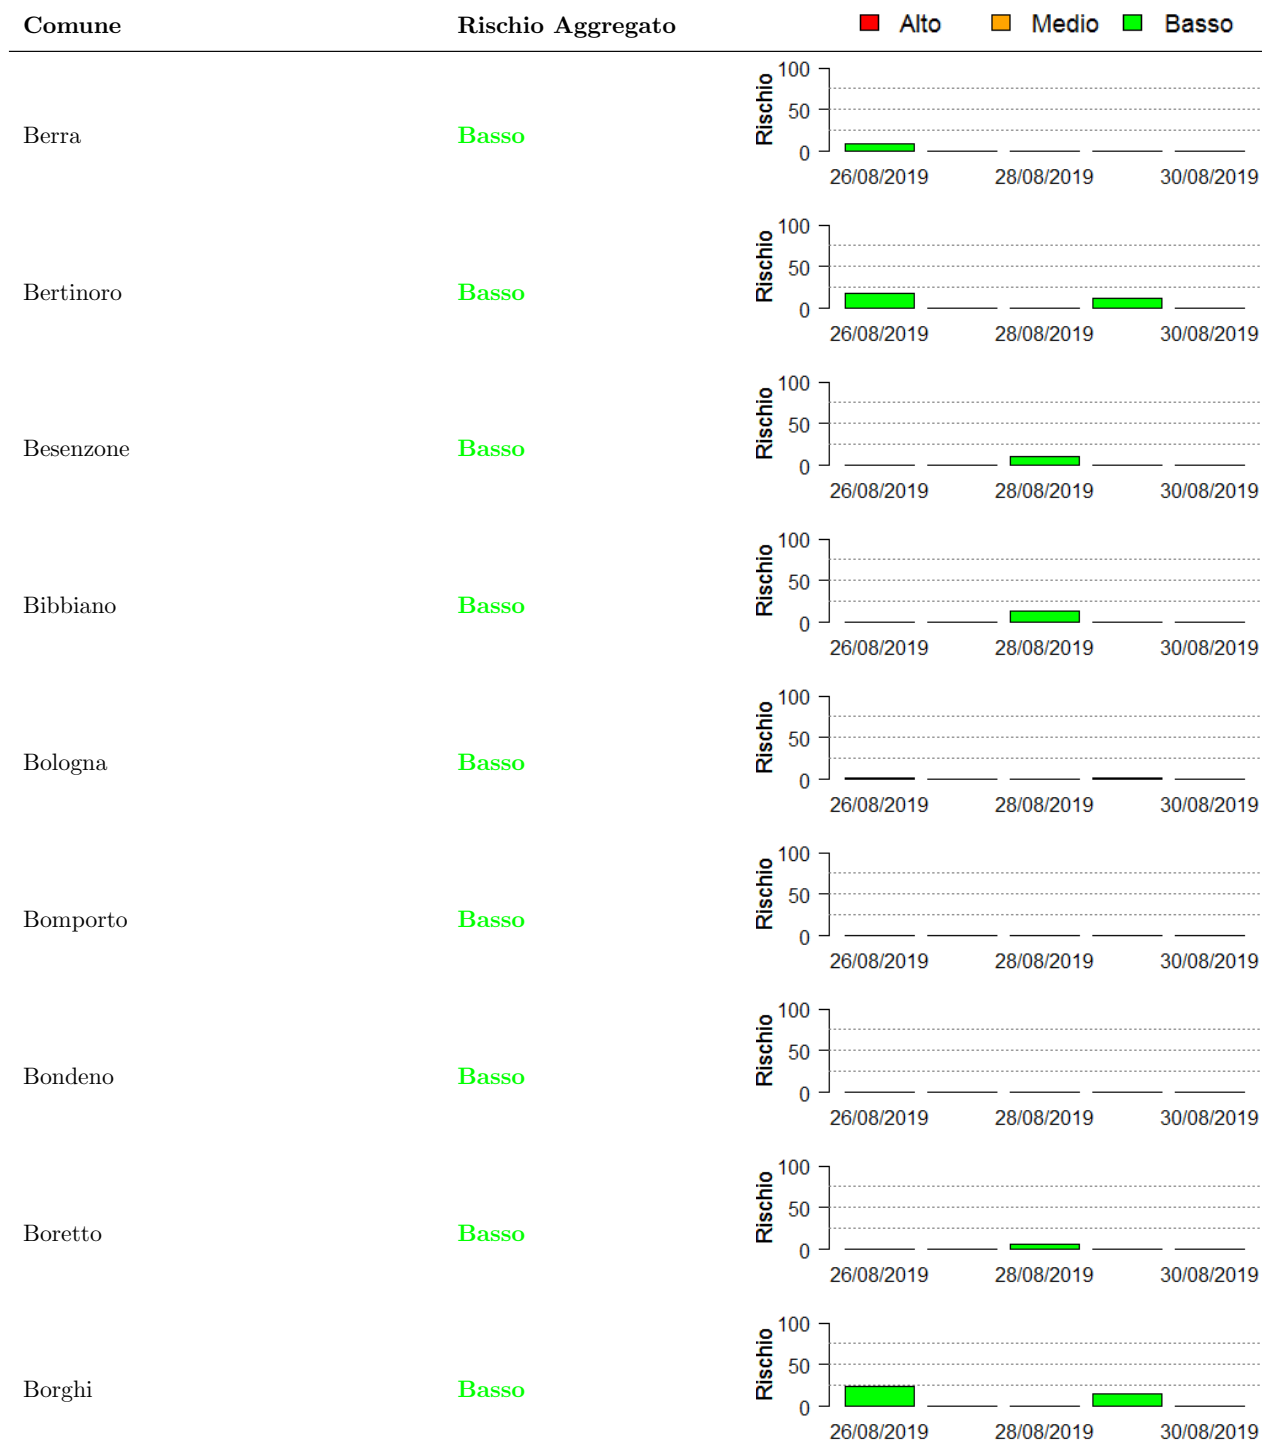 Comune Rischio Aggregato Alto Medio Basso
100
50
0
Rischio
Berra Basso
26/08/2019 28/08/2019 30/08/2019
100
50
0
Rischio
Bertinoro Basso
26/08/2019 28/08/2019 30/08/2019
100
50
0
Rischio
Besenzone Basso
26/08/2019 28/08/2019 30/08/2019
100
50
0
Rischio
Bibbiano Basso
26/08/2019 28/08/2019 30/08/2019
100
50
0
Rischio
Bologna Basso
26/08/2019 28/08/2019 30/08/2019
100
50
0
Rischio
Bomporto Basso
26/08/2019 28/08/2019 30/08/2019
100
50
0
Rischio
Bondeno Basso
26/08/2019 28/08/2019 30/08/2019
100
50
0
Rischio
Boretto Basso
26/08/2019 28/08/2019 30/08/2019
100
50
0
Rischio
Borghi Basso
26/08/2019 28/08/2019 30/08/2019